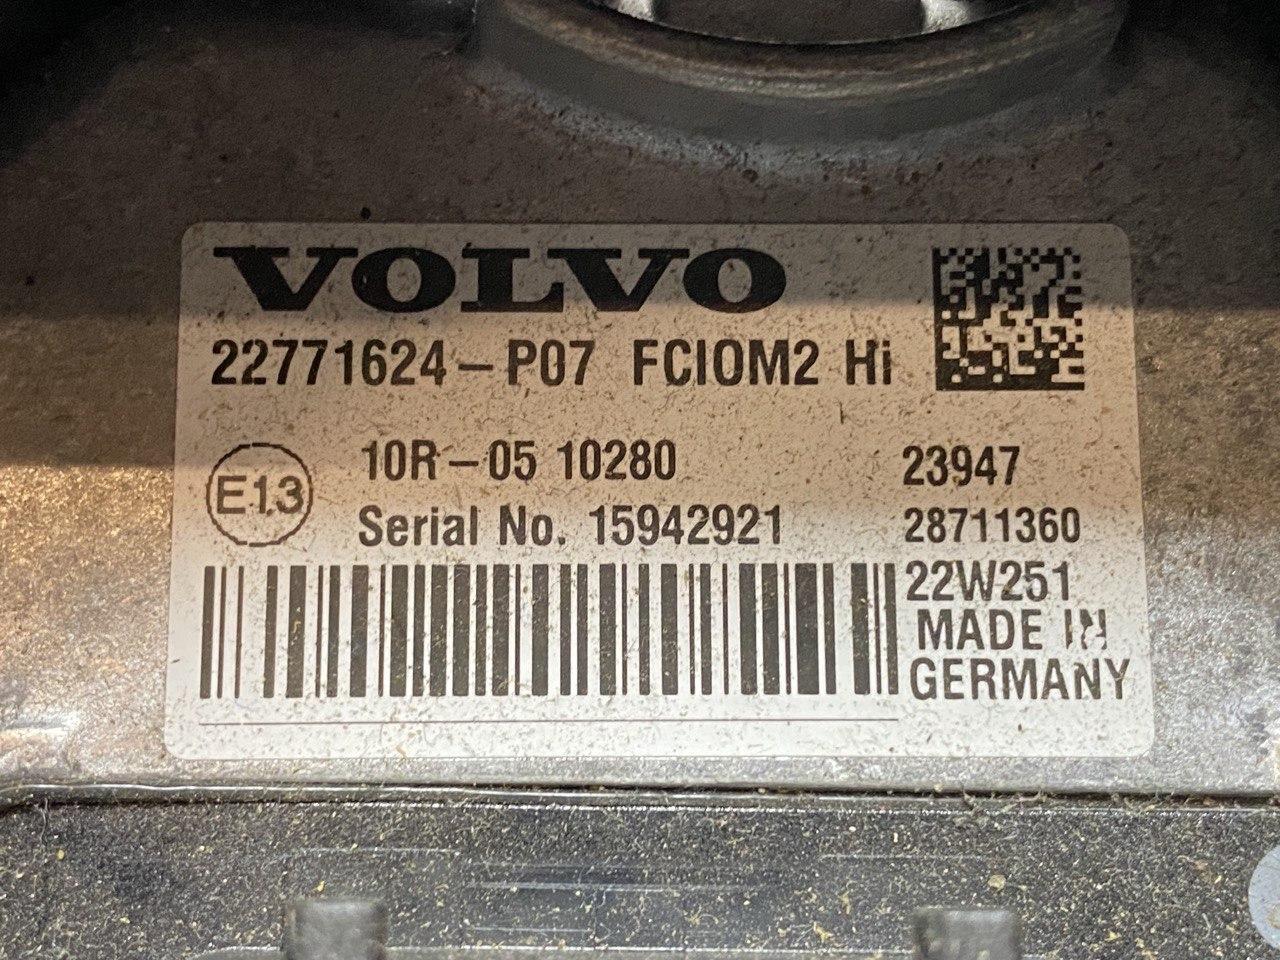 VOLVO
22771624-P07 FCIOM2 Hi
E13
10R-05 10280
23947
Serial No. 15942921
28711360
22W251
MADE IN
GERMANY